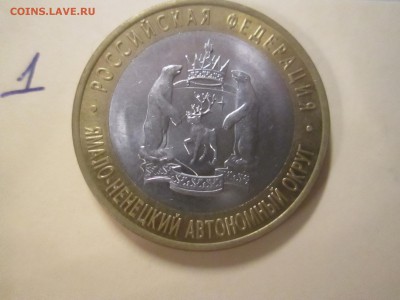 COINS.LAVE.RU
1
РОССИЙСКАЯ ФЕДЕРАЦИЯ
ЯМАЛО-НЕНЕЦКИЙ АВТОНОМНЫЙ ОКРУГ